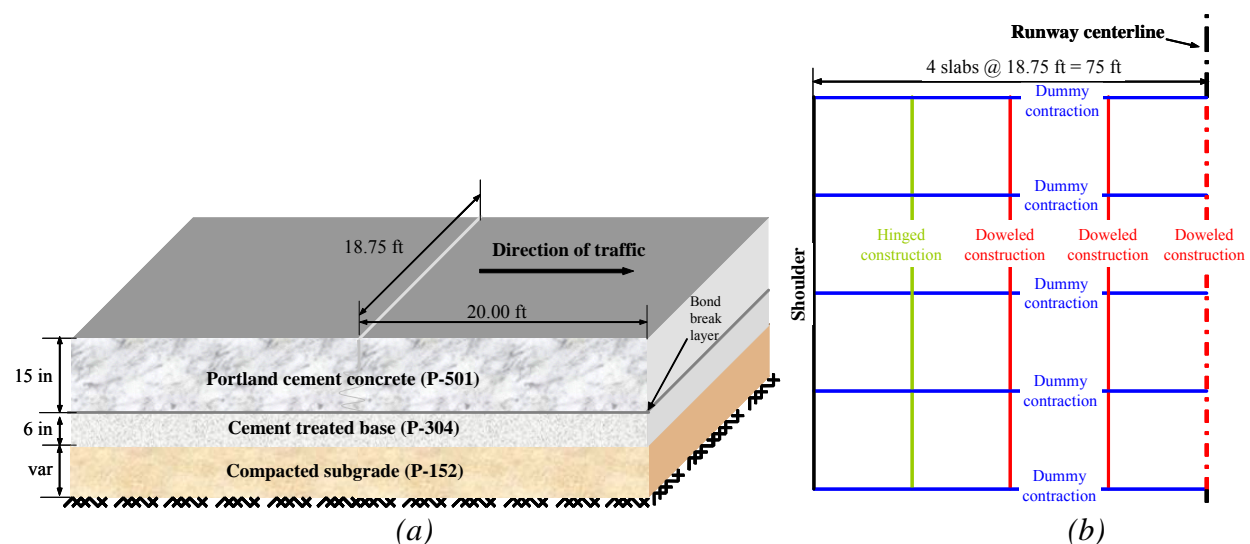 18.75 ft
Direction of traffic
20.00 ft
Bond
break
layer
15 in
Portland cement concrete (P-501)
6 in
Cement treated base (P-304)
var
Compacted subgrade (P-152)
(a)
Runway centerline
4 slabs @ 18.75 ft = 75 ft
Dummy
contraction
Dummy
contraction
Hinged
construction
Doweled
construction
Doweled
construction
Doweled
construction
Dummy
contraction
Shoulder
Dummy
contraction
Dummy
contraction
(b)